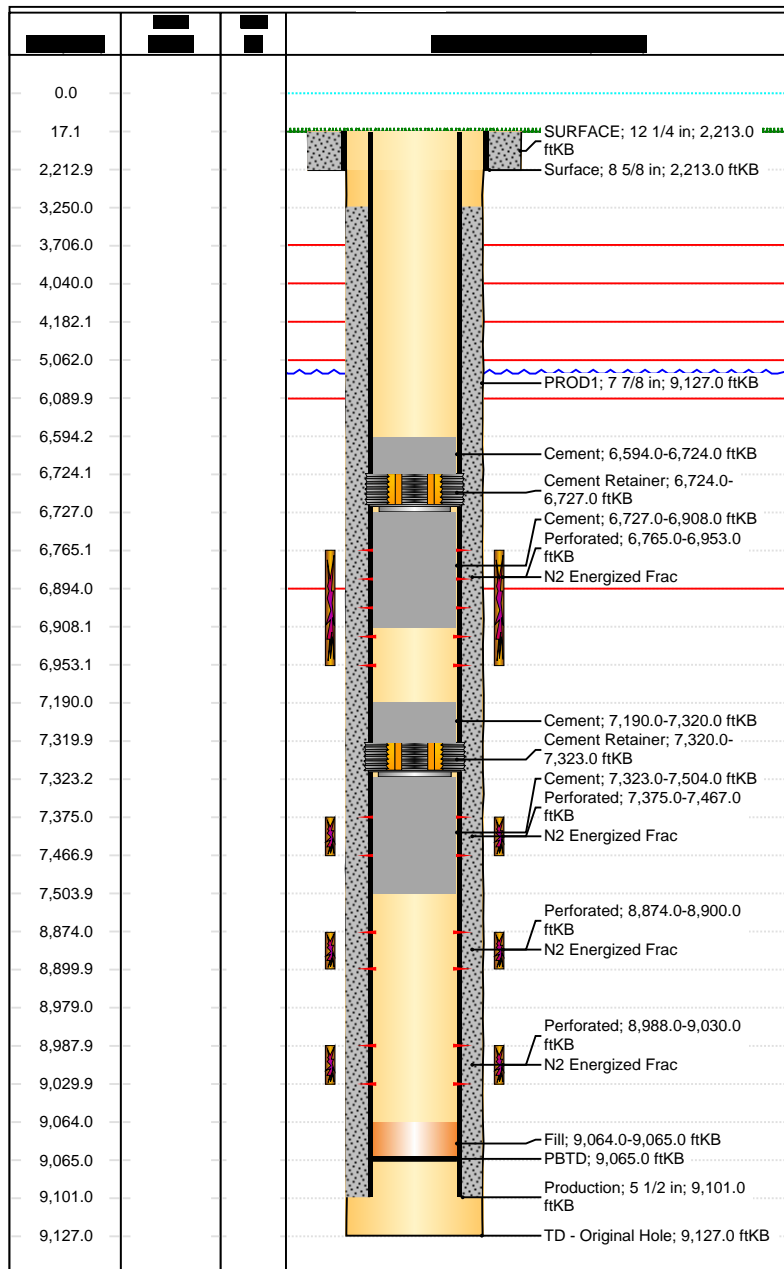 0.0
17.1
2,212.9
3,250.0
3,706.0
4,040.0
4,182.1
5,062.0
6,089.9
6,594.2
6,724.1
6,727.0
6,765.1
6,894.0
6,908.1
6,953.1
7,190.0
7,319.9
7,323.2
7,375.0
7,466.9
7,503.9
8,874.0
8,899.9
8,979.0
8,987.9
9,029.9
9,064.0
9,065.0
9,101.0
9,127.0
SURFACE; 12 1/4 in; 2,213.0
ftKB
Surface; 8 5/8 in; 2,213.0 ftKB
PROD1; 7 7/8 in; 9,127.0 ftKB
Cement; 6,594.0-6,724.0 ftKB
Cement Retainer; 6,724.0-
6,727.0 ftKB
Cement; 6,727.0-6,908.0 ftKB
Perforated; 6,765.0-6,953.0
ftKB
N2 Energized Frac
Cement; 7,190.0-7,320.0 ftKB
Cement Retainer; 7,320.0-
7,323.0 ftKB
Cement; 7,323.0-7,504.0 ftKB
Perforated; 7,375.0-7,467.0
ftKB
N2 Energized Frac
Perforated; 8,874.0-8,900.0
ftKB
N2 Energized Frac
Perforated; 8,988.0-9,030.0
ftKB
N2 Energized Frac
Fill; 9,064.0-9,065.0 ftKB
PBTD; 9,065.0 ftKB
Production; 5 1/2 in; 9,101.0
ftKB
TD - Original Hole; 9,127.0 ftKB